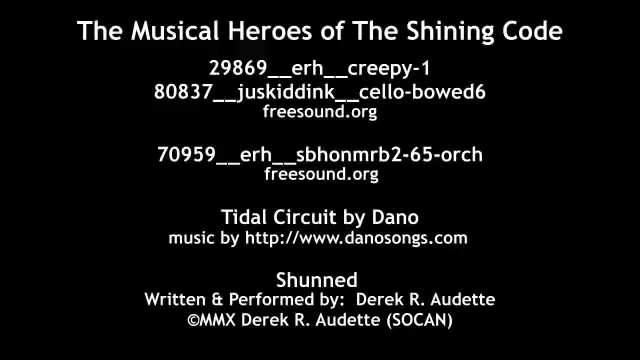 The Musical Heroes of The Shining Code
29869__erh__creepy-1
80837__juskiddink__cello-bowed6
freesound.org
70959__erh__sbhonmrb2-65-orch
freesound.org
Tidal Circuit by Dano
music by http://www.danosongs.com
Shunned
Written & Performed by:  Derek R. Audette
©MMX Derek R. Audette (SOCAN)